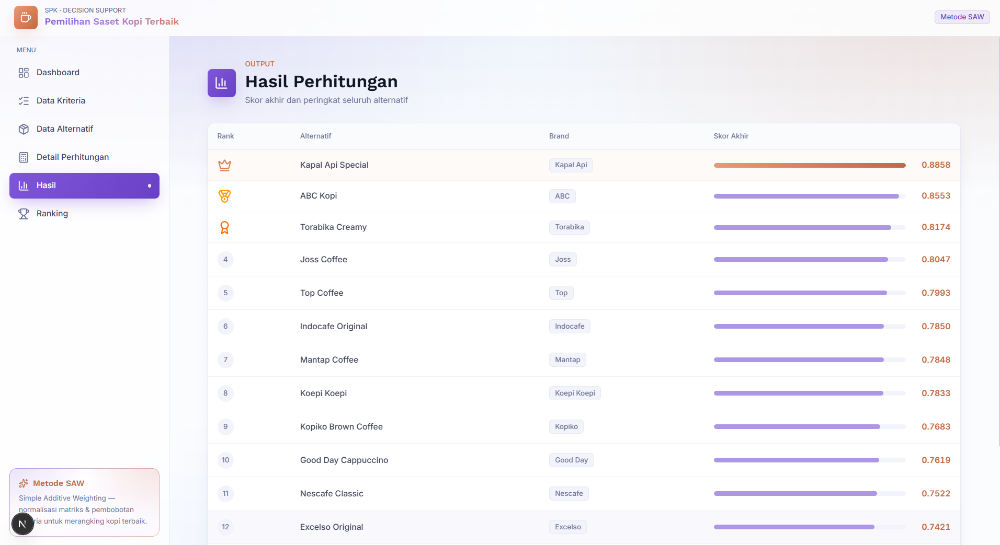 SPK · DECISION SUPPORT
Pemilihan Saset Kopi Terbaik
Metode SAW
MENU
Dashboard
Data Kriteria
Data Alternatif
Detail Perhitungan
Hasil
Ranking
Metode SAW
Simple Additive Weighting —
normalisasi matriks & pembobotan
ria untuk merangking kopi terbaik.
N
OUTPUT
Hasil Perhitungan
Skor akhir dan peringkat seluruh alternatif
Rank Alternatif Brand Skor Akhir
Kapal Api Special Kapal Api 0.8858
ABC Kopi ABC 0.8553
Torabika Creamy Torabika 0.8174
4 Joss Coffee Joss 0.8047
5 Top Coffee Top 0.7993
6 Indocafe Original Indocafe 0.7850
7 Mantap Coffee Mantap 0.7848
8 Koepi Koepi Koepi Koepi 0.7833
9 Kopiko Brown Coffee Kopiko 0.7683
10 Good Day Cappuccino Good Day 0.7619
11 Nescafe Classic Nescafe 0.7522
12 Excelso Original Excelso 0.7421